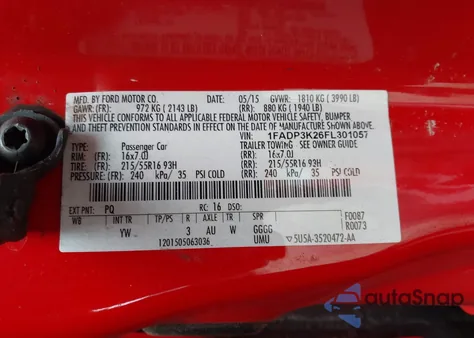 MFD. BY FORD MOTOR CO. 05/15 GVWR: 1810 KG ( 3990 LB)
GAWR: (FR): 972 KG ( 2143 LB) (RR): 880 KG ( 1940 LB)
THIS VEHICLE CONFORMS TO ALL APPLICABLE FEDERAL MOTOR VEHICLE SAFETY, BUMPER
AND THEFT PREVENTION STANDARDS IN EFFECT ON THE DATE OF MANUFACTURE SHOWN ABOVE.
VIN: 1FADP3K26FL301057
TYPE: Passenger Car TRAILER TOWING - SEE OWNER GUIDE
RIM: (FR): 16x7.0J (RR): 16x7.0J
TIRE: (FR): 215/55R16 93H (RR): 215/55R16 93H
PRESSURE: (FR): 240 kPa/ 35 PSI COLD (RR): 240 kPa/ 35 PSI COLD
EXT PNT: PQ RC: 16 DSO:
WB INT TR TP/PS R AXLE TR SPR F0087
YW 3 AU W GGGG R0073
1201505063036 UMU 5U5A-3520472-AA
autoSnap